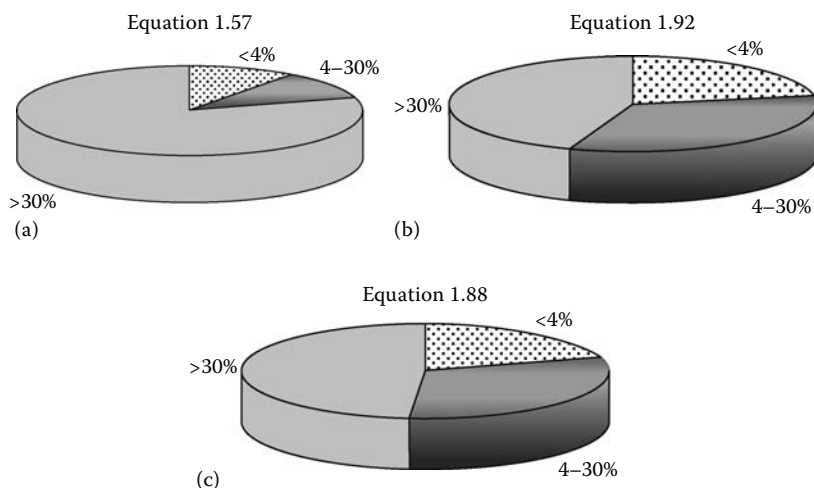 Equation 1.57
<4%
4–30%
>30%
(a)
Equation 1.92
<4%
>30%
4–30%
(b)
Equation 1.88
<4%
>30%
4–30%
(c)